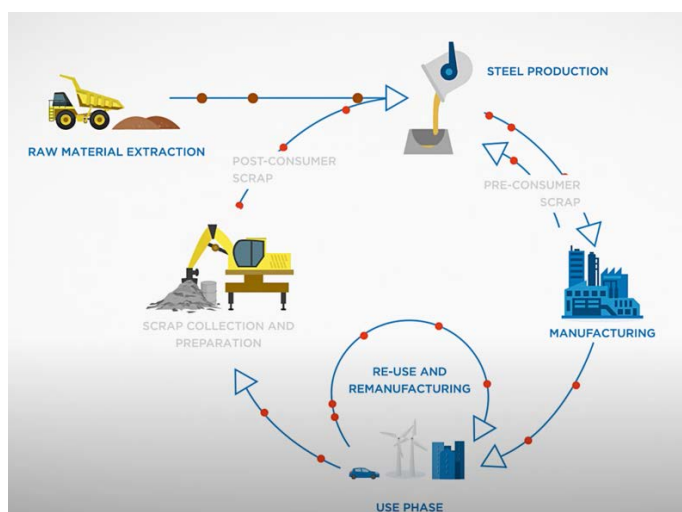 STEEL PRODUCTION
RAW MATERIAL EXTRACTION
POST-CONSUMER
SCRAP
PRE-CONSUMER
SCRAP
SCRAP COLLECTION AND
PREPARATION
MANUFACTURING
RE-USE AND
REMANUFACTURING
USE PHASE